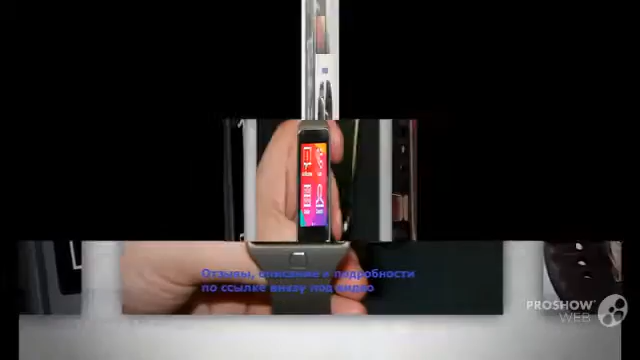 Отзывы, описание и подробности
по ссылке внизу под видео
PROSHOW
WEB